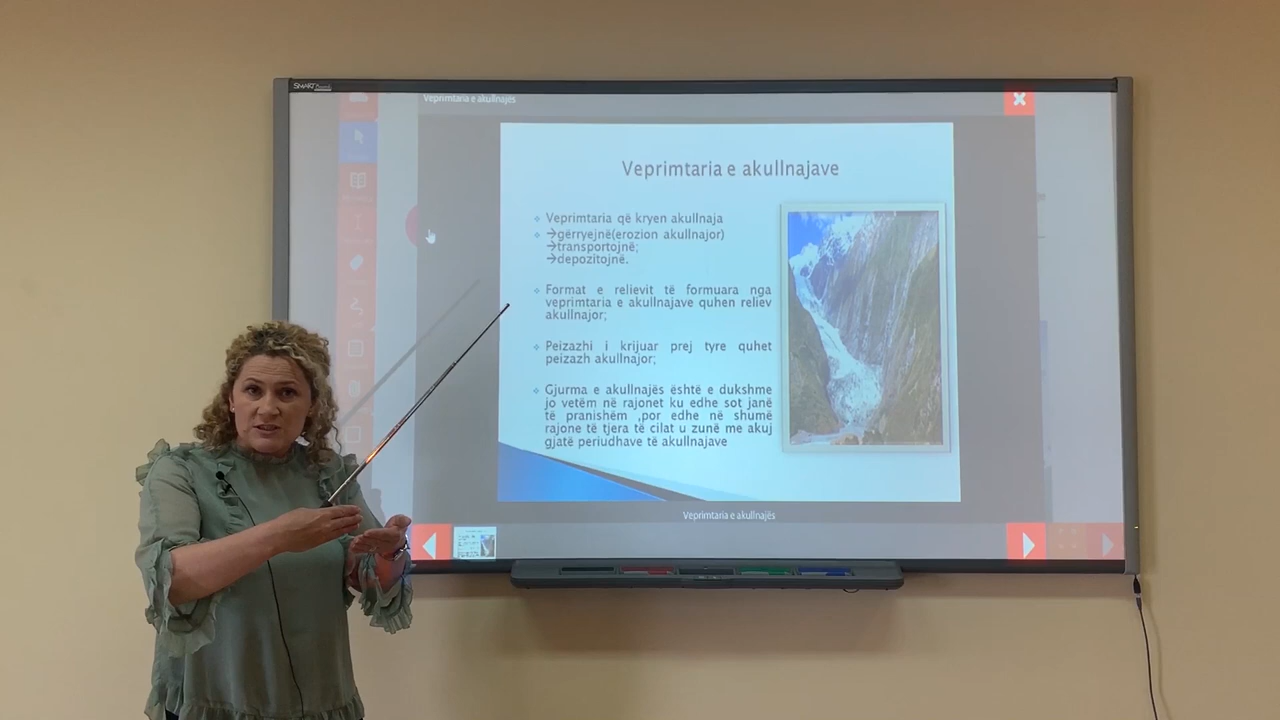 SMART
Veprimtaria e akullnajës
Veprimtaria e akullnajave
Veprimtaria që kryen akullnaja
→gërryejnë(erozion akullnajor)
→transportojnë;
→depozitojnë.
Format e relievit të formuara nga
veprimtaria e akullnajave quhen reliev
akullnajor;
Peizazhi i krijuar prej tyre quhet
peizazh akullnajor;
Gjurma e akullnajës është e dukshme
jo vetëm në rajonet ku edhe sot janë
të pranishëm ,por edhe në shumë
rajone të tjera të cilat u zunë me akuj
gjatë periudhave të akullnajave
Veprimtaria e akullnajës